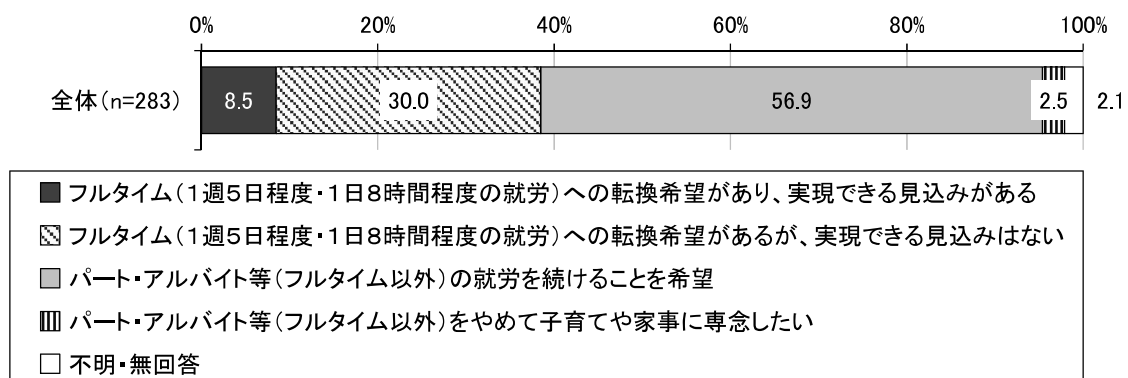 0% 20% 40% 60% 80% 100%
全体(n=283) 8.5 30.0 56.9 2.5 2.1
フルタイム(1週5日程度・1日8時間程度の就労)への転換希望があり、実現できる見込みがある
フルタイム(1週5日程度・1日8時間程度の就労)への転換希望があるが、実現できる見込みはない
パート・アルバイト等(フルタイム以外)の就労を続けることを希望
パート・アルバイト等(フルタイム以外)をやめて子育てや家事に専念したい
不明・無回答